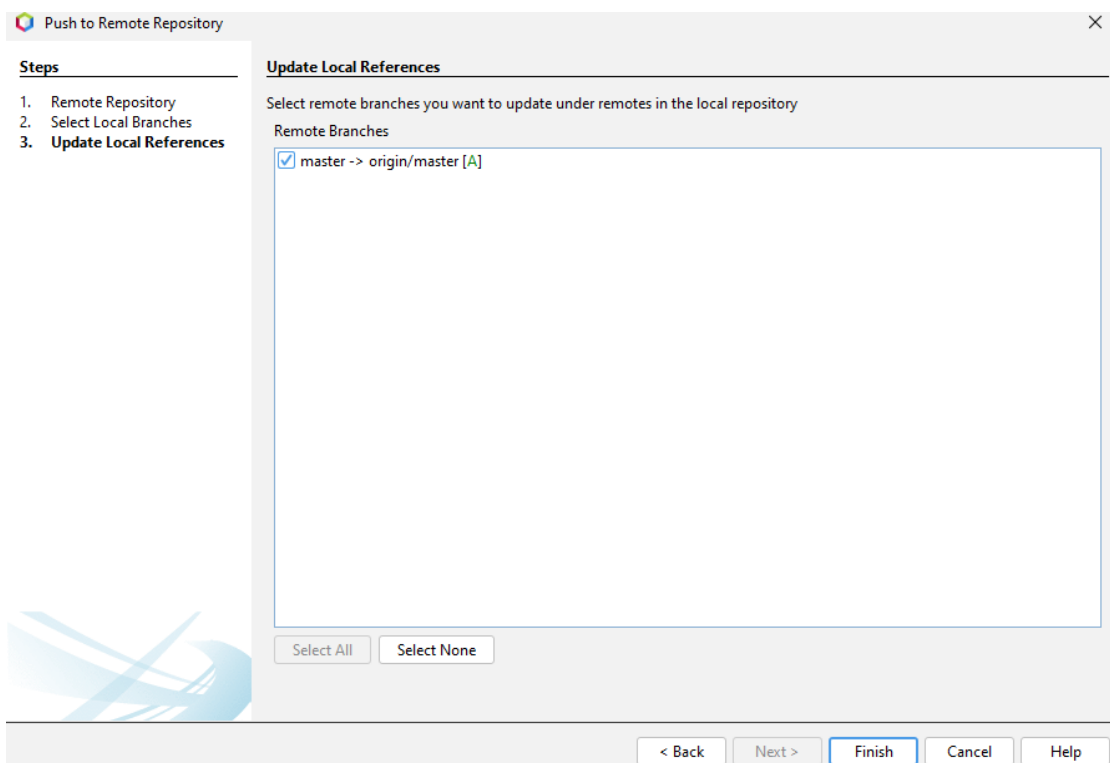 Push to Remote Repository
Steps
1. Remote Repository
2. Select Local Branches
3. Update Local References
Update Local References
Select remote branches you want to update under remotes in the local repository
Remote Branches
master -> origin/master [A]
Select All
Select None
< Back
Next >
Finish
Cancel
Help